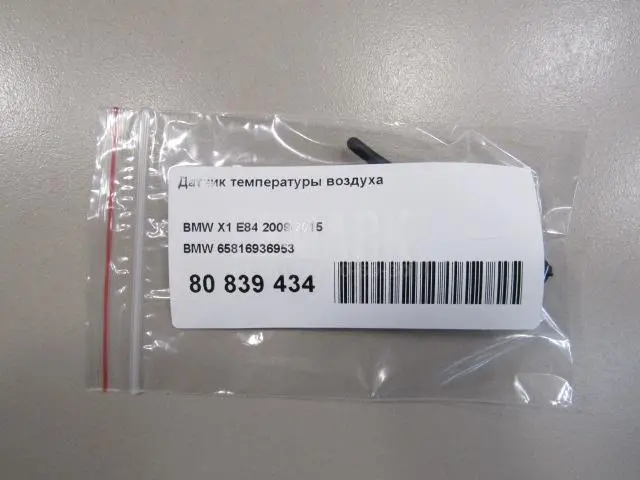 Датчик температуры воздуха
BMW X1 E84 2009-2015
BMW 65816936953
80 839 434